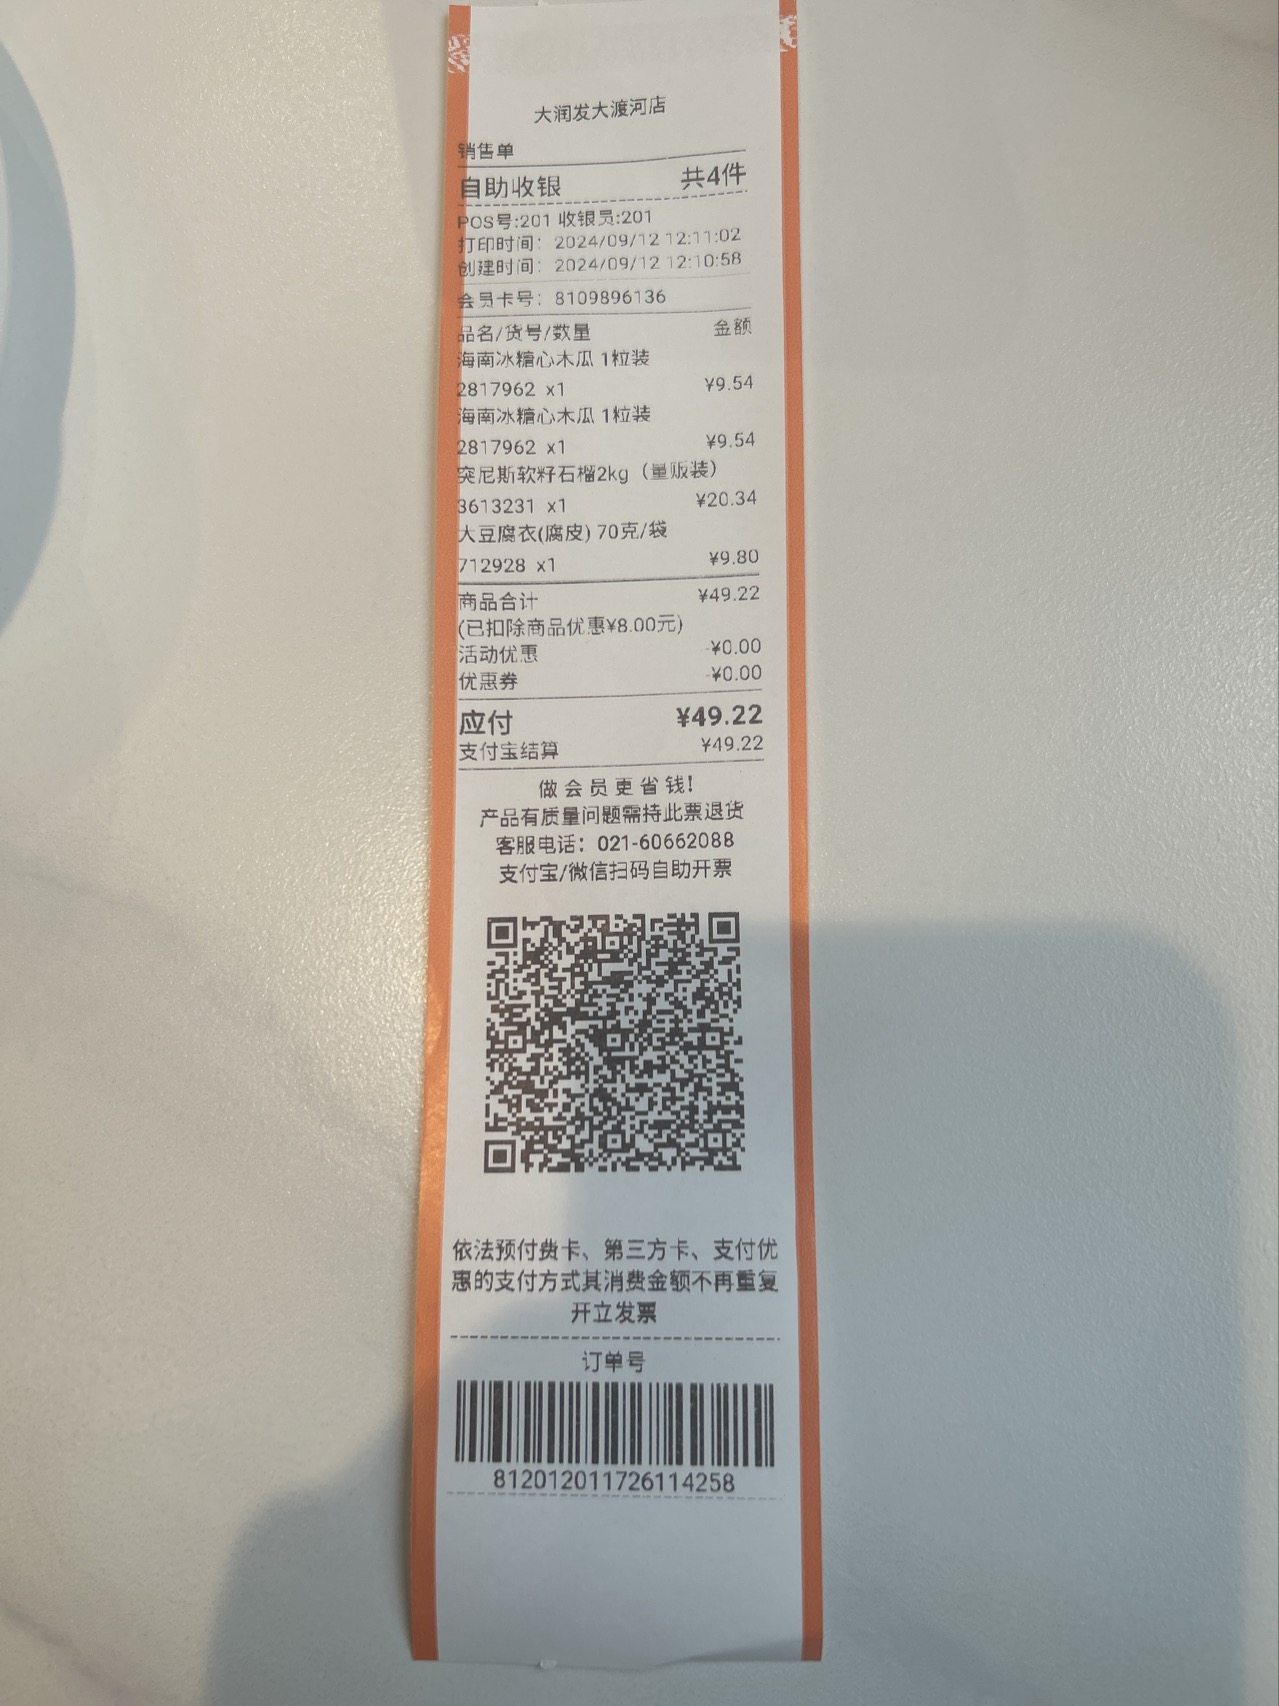 大润发大渡河店
销售单
自助收银 共4件
POS号:201 收银员:201
打印时间：2024/09/12 12:11:02
创建时间：2024/09/12 12:10:58
会员卡号：8109896136
品名/货号/数量 金额
海南冰糖心木瓜 1粒装
2817962 x1 ¥9.54
海南冰糖心木瓜 1粒装
2817962 x1 ¥9.54
突尼斯软籽石榴2kg（量贩装）
3613231 x1 ¥20.34
大豆腐衣(腐皮) 70克/袋
712928 x1 ¥9.80
商品合计 ¥49.22
(已扣除商品优惠¥8.00元)
活动优惠 -¥0.00
优惠券 -¥0.00
应付 ¥49.22
支付宝结算 ¥49.22
做会员更省钱!
产品有质量问题需持此票退货
客服电话：021-60662088
支付宝/微信扫码自助开票
依法预付费卡、第三方卡、支付优
惠的支付方式其消费金额不再重复
开立发票
订单号
812012011726114258